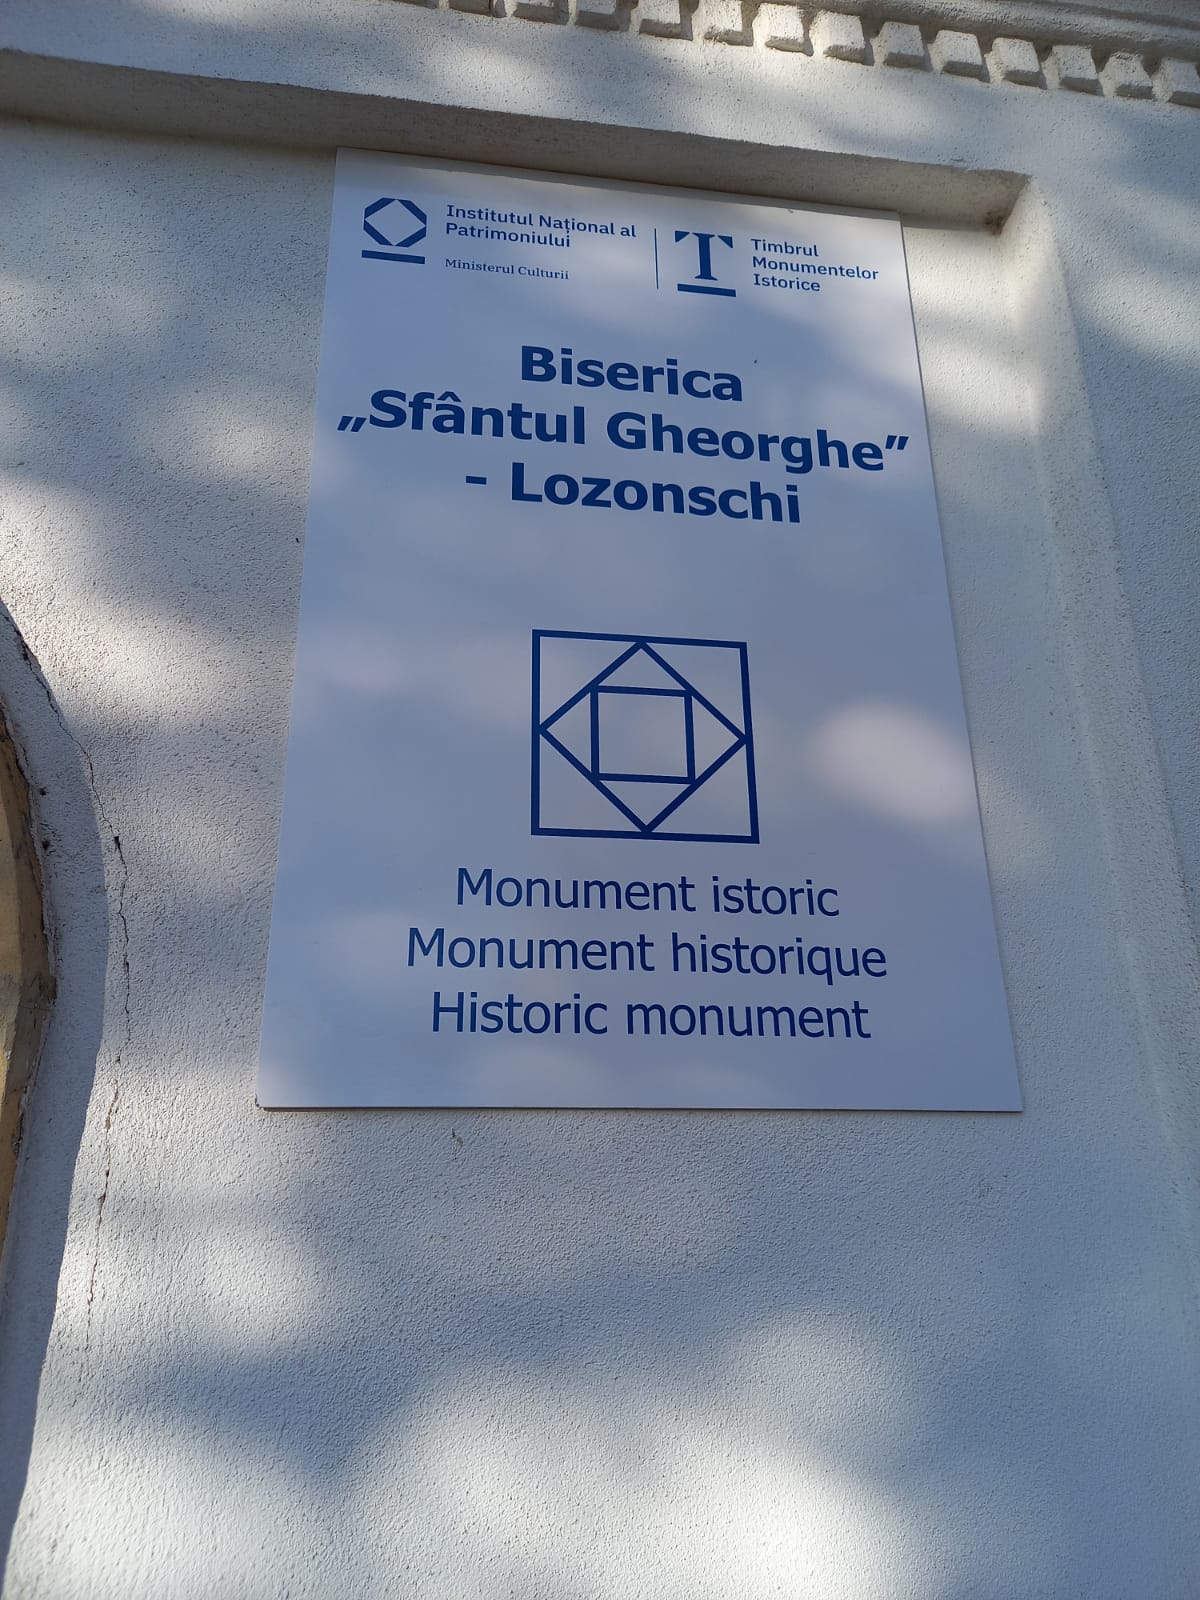 Institutul Național al
Patrimoniului
Ministerul Culturii
Timbrul
Monumentelor
Istorice
Biserica
„Sfântul Gheorghe”
- Lozonschi
Monument istoric
Monument historique
Historic monument